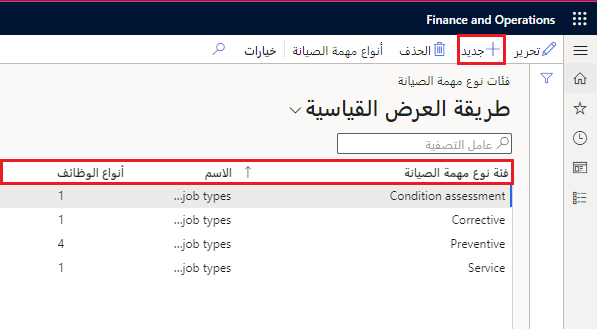 Finance and Operations
تحرير جديد الحذف أنواع مهمة الصيانة خيارات
فئات نوع مهمة الصيانة
طريقة العرض القياسية
عامل التصفية
فئة نوع مهمة الصيانة الاسم أنواع الوظائف
Condition assessment job types... 1
Corrective job types... 1
Preventive job types... 4
Service job types... 1